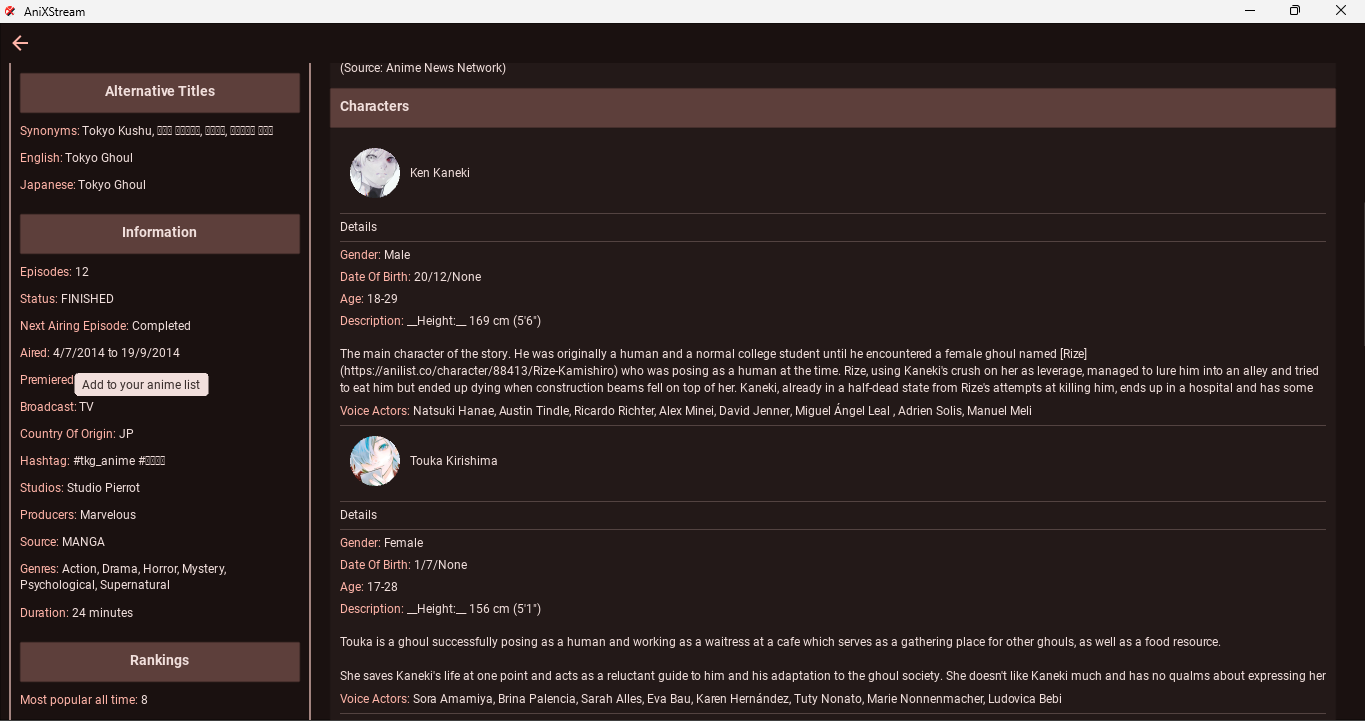 AniXStream
Alternative Titles
Synonyms: Tokyo Kushu,
English: Tokyo Ghoul
Japanese: Tokyo Ghoul
Information
Episodes: 12
Status: FINISHED
Next Airing Episode: Completed
Aired: 4/7/2014 to 19/9/2014
Premiered
Add to your anime list
Broadcast: TV
Country Of Origin: JP
Hashtag: #tkg_anime #
Studios: Studio Pierrot
Producers: Marvelous
Source: MANGA
Genres: Action, Drama, Horror, Mystery,
Psychological, Supernatural
Duration: 24 minutes
Rankings
Most popular all time: 8
(Source: Anime News Network)
Characters
Ken Kaneki
Details
Gender: Male
Date Of Birth: 20/12/None
Age: 18-29
Description: __Height:__ 169 cm (5'6")
The main character of the story. He was originally a human and a normal college student until he encountered a female ghoul named [Rize]
(https://anilist.co/character/88413/Rize-Kamishiro) who was posing as a human at the time. Rize, using Kaneki's crush on her as leverage, managed to lure him into an alley and tried
to eat him but ended up dying when construction beams fell on top of her. Kaneki, already in a half-dead state from Rize's attempts at killing him, ends up in a hospital and has some
Voice Actors: Natsuki Hanae, Austin Tindle, Ricardo Richter, Alex Minei, David Jenner, Miguel Ángel Leal , Adrien Solis, Manuel Meli
Touka Kirishima
Details
Gender: Female
Date Of Birth: 1/7/None
Age: 17-28
Description: __Height:__ 156 cm (5'1")
Touka is a ghoul successfully posing as a human and working as a waitress at a cafe which serves as a gathering place for other ghouls, as well as a food resource.
She saves Kaneki's life at one point and acts as a reluctant guide to him and his adaptation to the ghoul society. She doesn't like Kaneki much and has no qualms about expressing her
Voice Actors: Sora Amamiya, Brina Palencia, Sarah Alles, Eva Bau, Karen Hernández, Tuty Nonato, Marie Nonnenmacher, Ludovica Bebi